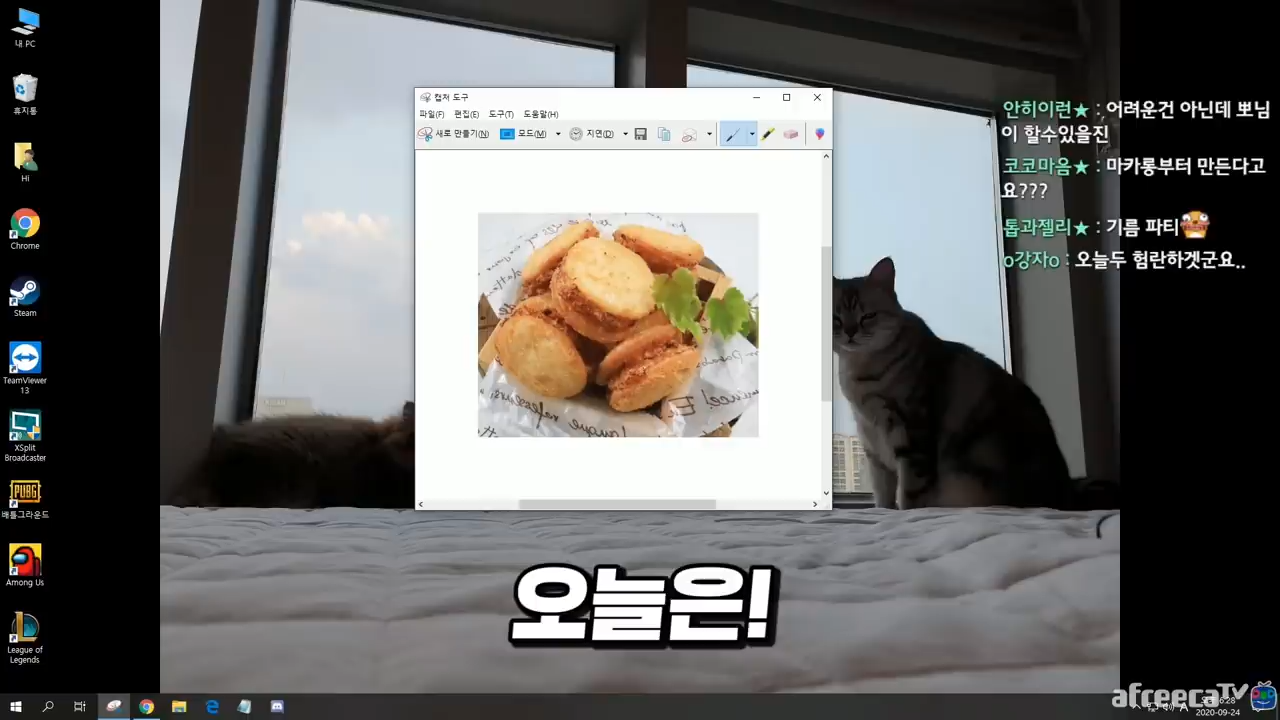 내 PC
휴지통
Hi
Chrome
Steam
TeamViewer
13
XSplit
Broadcaster
PUBG
배틀그라운드
Among Us
League of
Legends
캡처 도구
파일(F) 편집(E) 도구(T) 도움말(H)
새로 만들기(N) 모드(M) 지연(D)
안히이런★ : 어려운건 아닌데 뽀님
이 할수있을진
코코마음★ : 마카롱부터 만든다고
요???
톱과젤리★ : 기름 파티
o강자o : 오늘두 험란하겟군요..
오늘은!
afreecaTV
2020-09-24